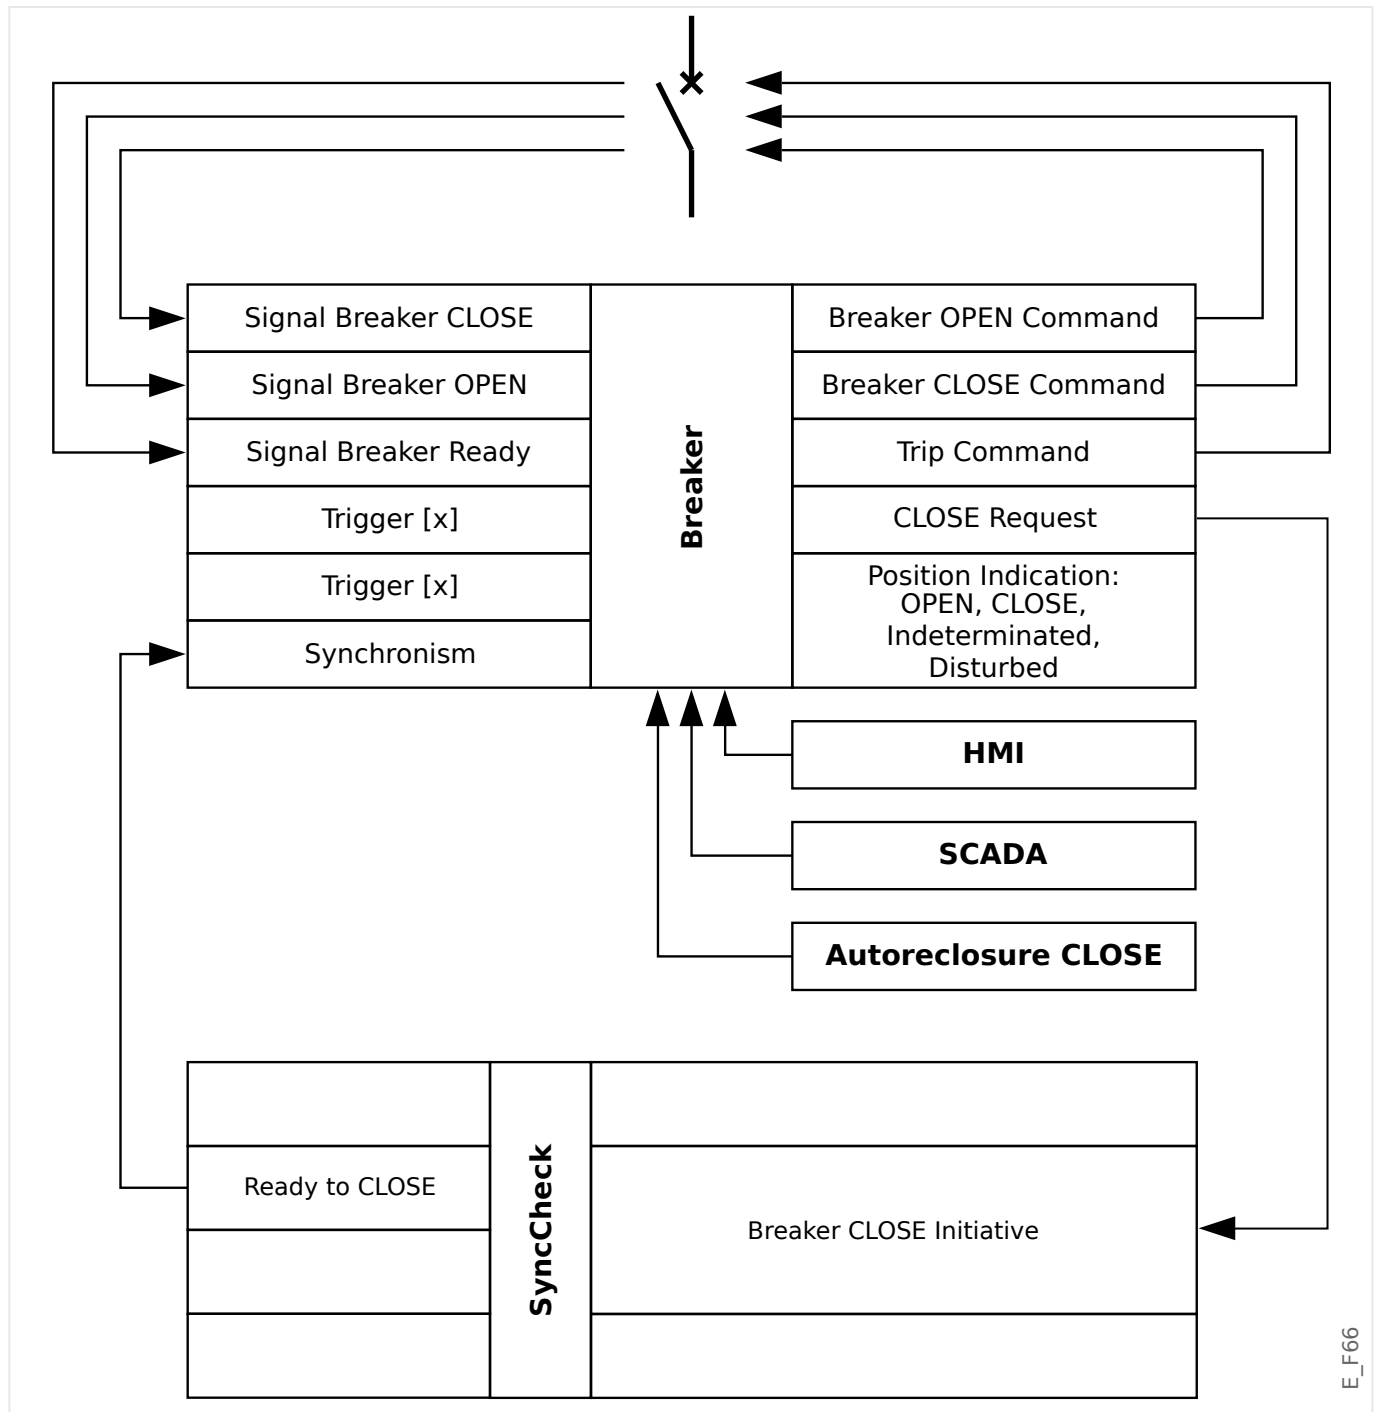 Signal Breaker CLOSE
Signal Breaker OPEN
Signal Breaker Ready
Trigger [x]
Trigger [x]
Synchronism
Breaker
Breaker OPEN Command
Breaker CLOSE Command
Trip Command
CLOSE Request
Position Indication:
OPEN, CLOSE,
Indeterminated,
Disturbed
HMI
SCADA
Autoreclosure CLOSE
Ready to CLOSE
SyncCheck
Breaker CLOSE Initiative
E_F66